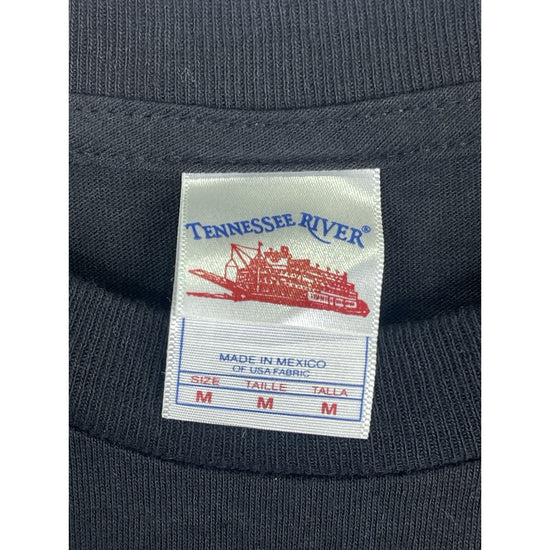 TENNESSEE RIVER®
MADE IN MEXICO
OF USA FABRIC
SIZE TAILLE TALLA
M M M